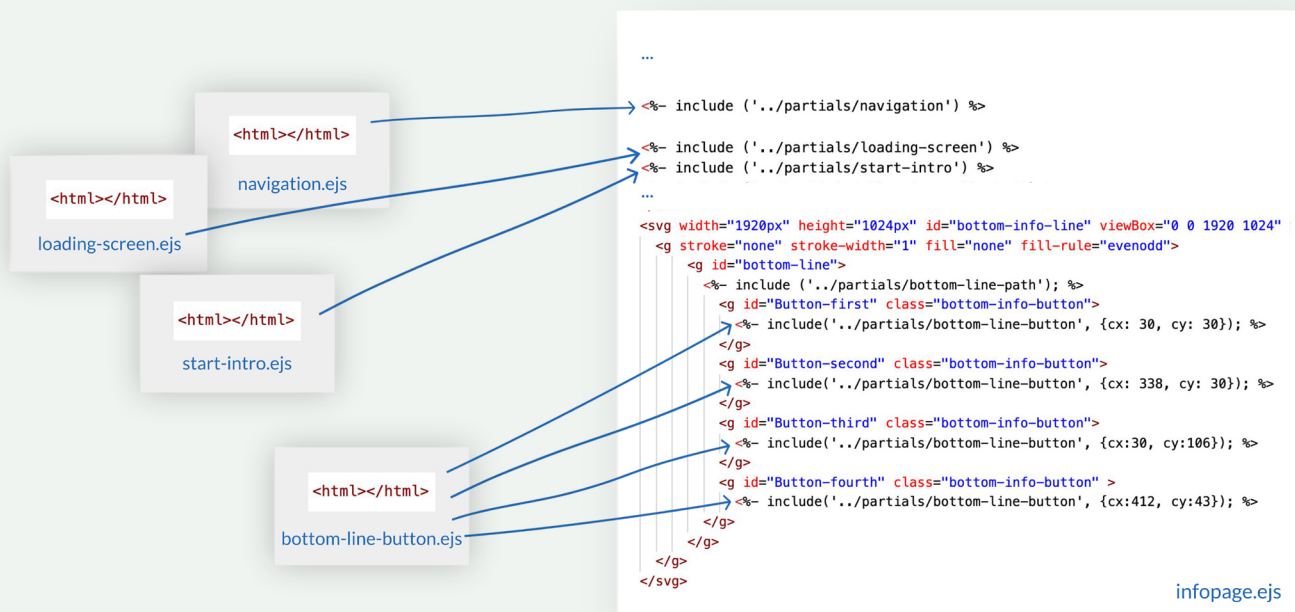 <html></html>
navigation.ejs
<html></html>
loading-screen.ejs
<html></html>
start-intro.ejs
<html></html>
bottom-line-button.ejs
...
<%- include ('../partials/navigation') %>
<%- include ('../partials/loading-screen') %>
<%- include ('../partials/start-intro') %>
...
<svg width="1920px" height="1024px" id="bottom-info-line" viewBox="0 0 1920 1024"
<g stroke="none" stroke-width="1" fill="none" fill-rule="evenodd">
<g id="bottom-line">
<%- include ('../partials/bottom-line-path'); %>
<g id="Button-first" class="bottom-info-button">
<%- include('../partials/bottom-line-button', {cx: 30, cy: 30}); %>
</g>
<g id="Button-second" class="bottom-info-button">
<%- include('../partials/bottom-line-button', {cx: 338, cy: 30}); %>
</g>
<g id="Button-third" class="bottom-info-button">
<%- include('../partials/bottom-line-button', {cx:30, cy:106}); %>
</g>
<g id="Button-fourth" class="bottom-info-button" >
<%- include('../partials/bottom-line-button', {cx:412, cy:43}); %>
</g>
</g>
</g>
</svg>
infopage.ejs